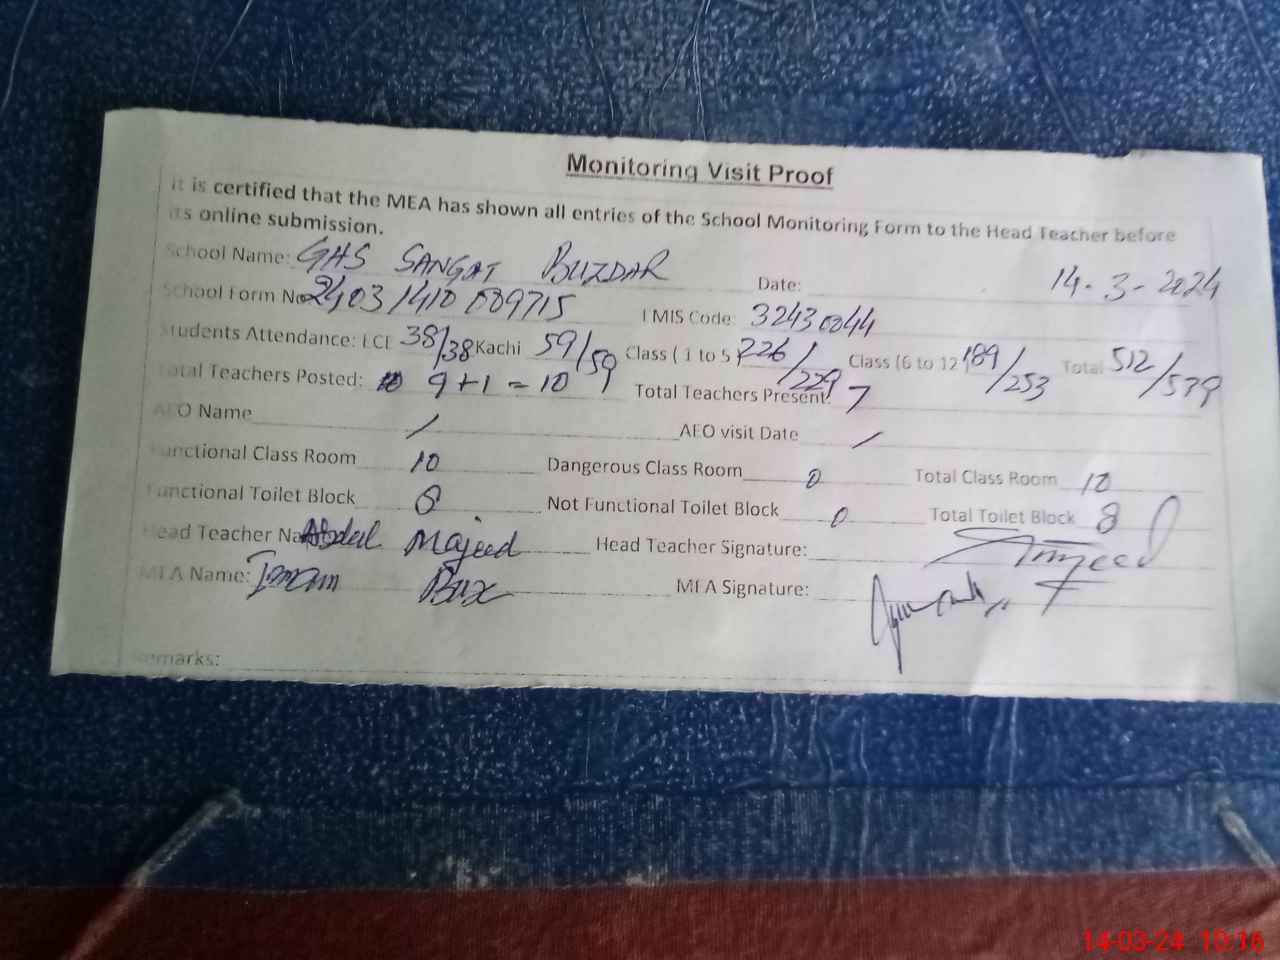 Monitoring Visit Proof
It is certified that the MEA has shown all entries of the School Monitoring Form to the Head Teacher before
its online submission.
School Name: GHS SANGAT BUZDAR Date: 14-3-2024
School Form No 24031410089715 EMIS Code: 32430044
Students Attendance: ECE 38/38 Kachi 59/59 Class (1 to 5) 226/229 Class (6 to 12) 189/253 Total 512/539
Total Teachers Posted: 9+1=10 Total Teachers Present: 7
AEO Name / AEO visit Date /
Functional Class Room 10 Dangerous Class Room 0 Total Class Room 10
Functional Toilet Block 8 Not Functional Toilet Block 0 Total Toilet Block 8
Head Teacher Na Abdul Majeed Head Teacher Signature: Amjeed
MEA Name: Imam Bux MEA Signature:
Remarks:
14-03-24 10:16